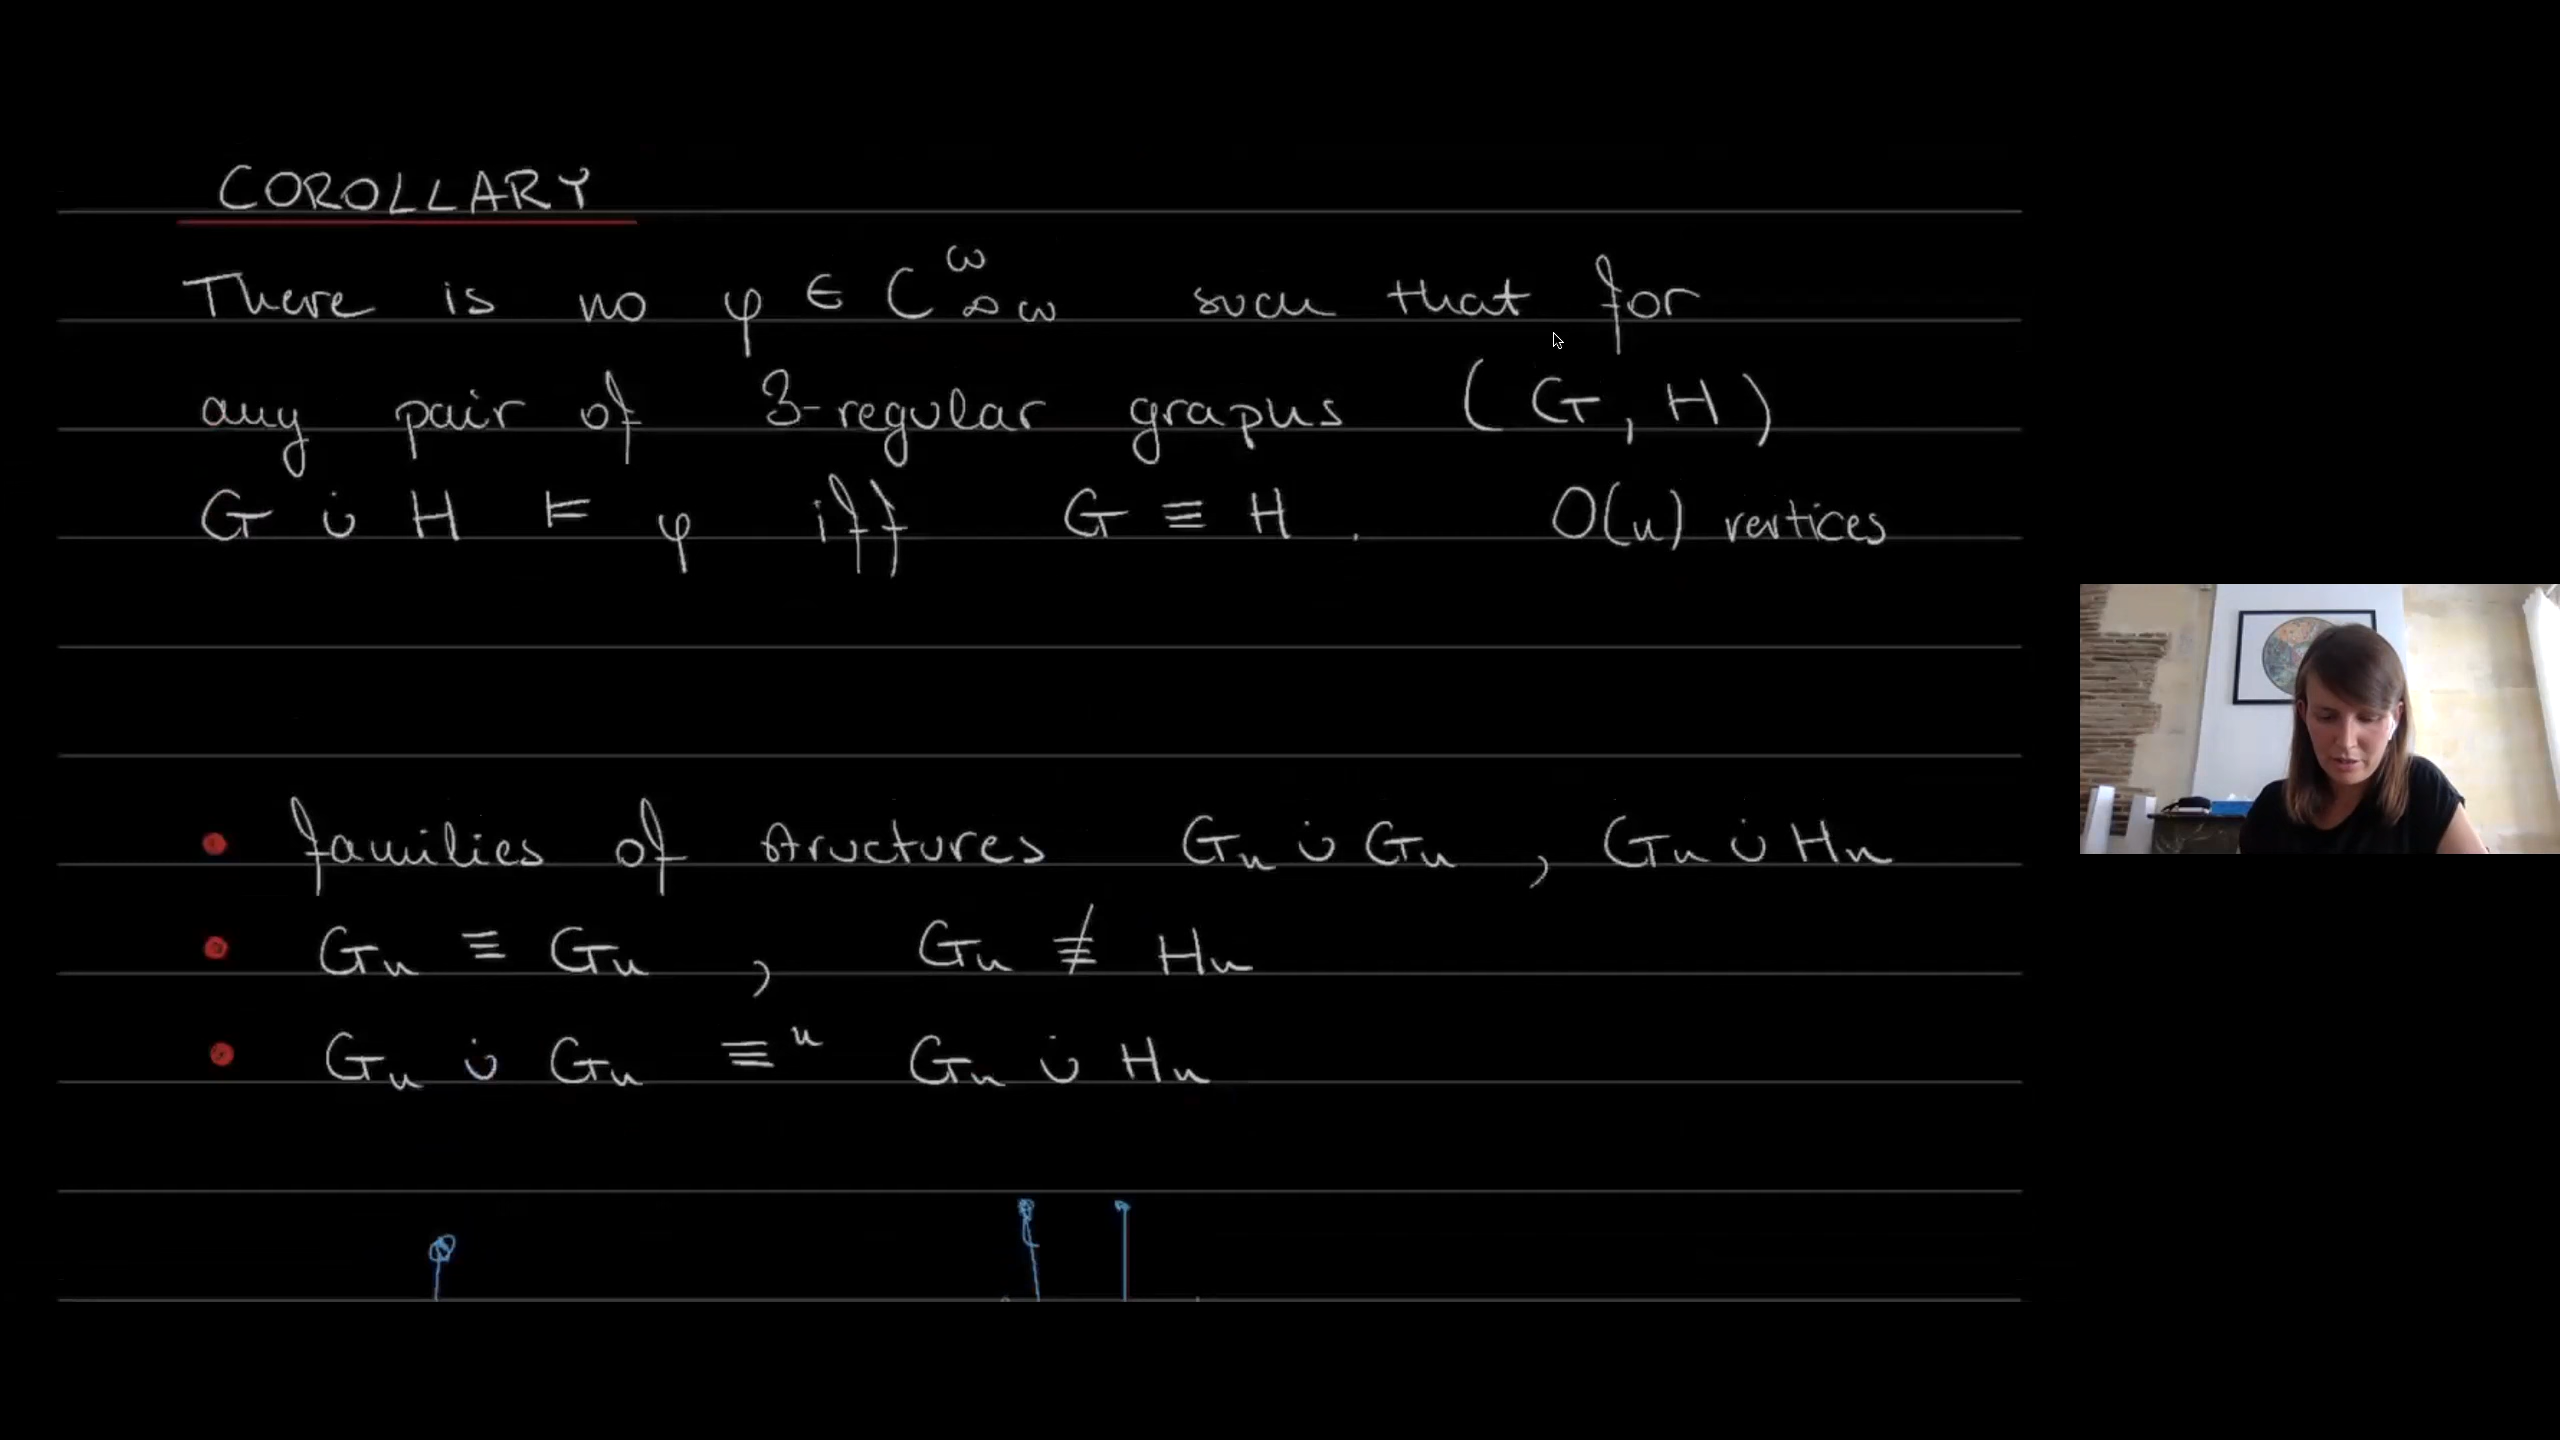 COROLLARY
There is no φ ∈ C^ω_∞ω such that for
any pair of 3-regular graphs (G, H)
G ⊍ H ⊨ φ iff G ≡ H . O(n) vertices
• families of structures Gn ⊍ Gn , Gn ⊍ Hn
• Gn ≡ Gn , Gn ≢ Hn
• Gn ⊍ Gn ≡^n Gn ⊍ Hn